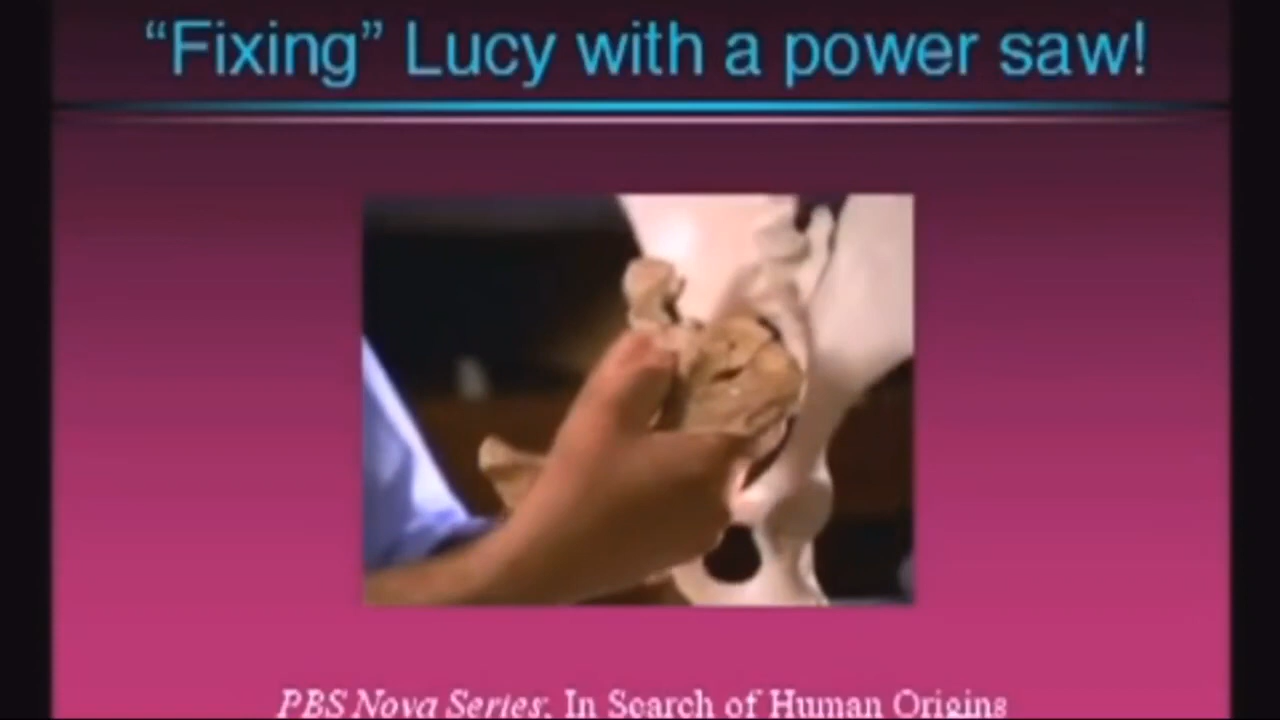 “Fixing” Lucy with a power saw!
PBS Nova Series, In Search of Human Origins